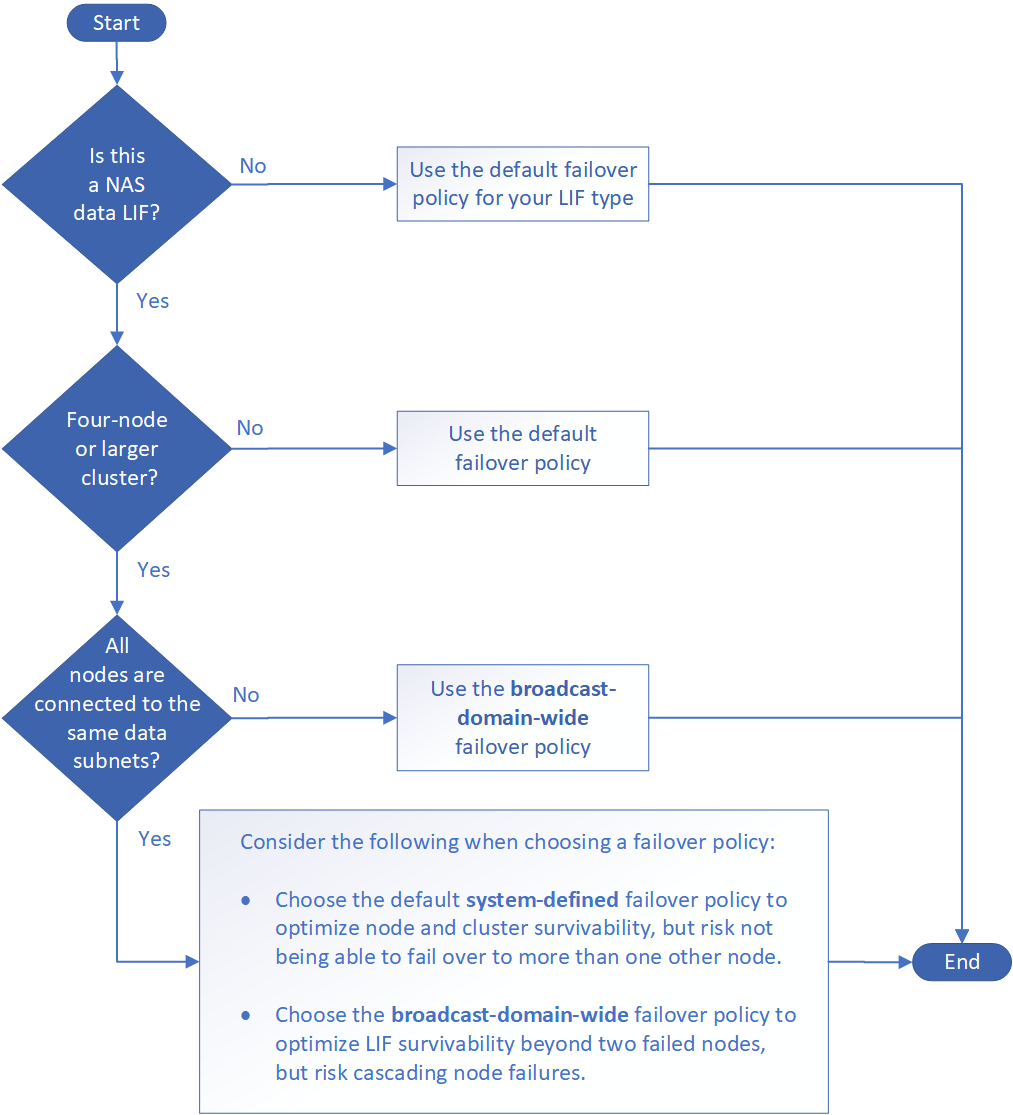 Start
Is this
a NAS
data LIF?
No
Use the default failover
policy for your LIF type
Yes
Four-node
or larger
cluster?
No
Use the default
failover policy
Yes
All
nodes are
connected to the
same data
subnets?
No
Use the broadcast-
domain-wide
failover policy
Yes
Consider the following when choosing a failover policy:
• Choose the default system-defined failover policy to
optimize node and cluster survivability, but risk not
being able to fail over to more than one other node.
• Choose the broadcast-domain-wide failover policy to
optimize LIF survivability beyond two failed nodes,
but risk cascading node failures.
End